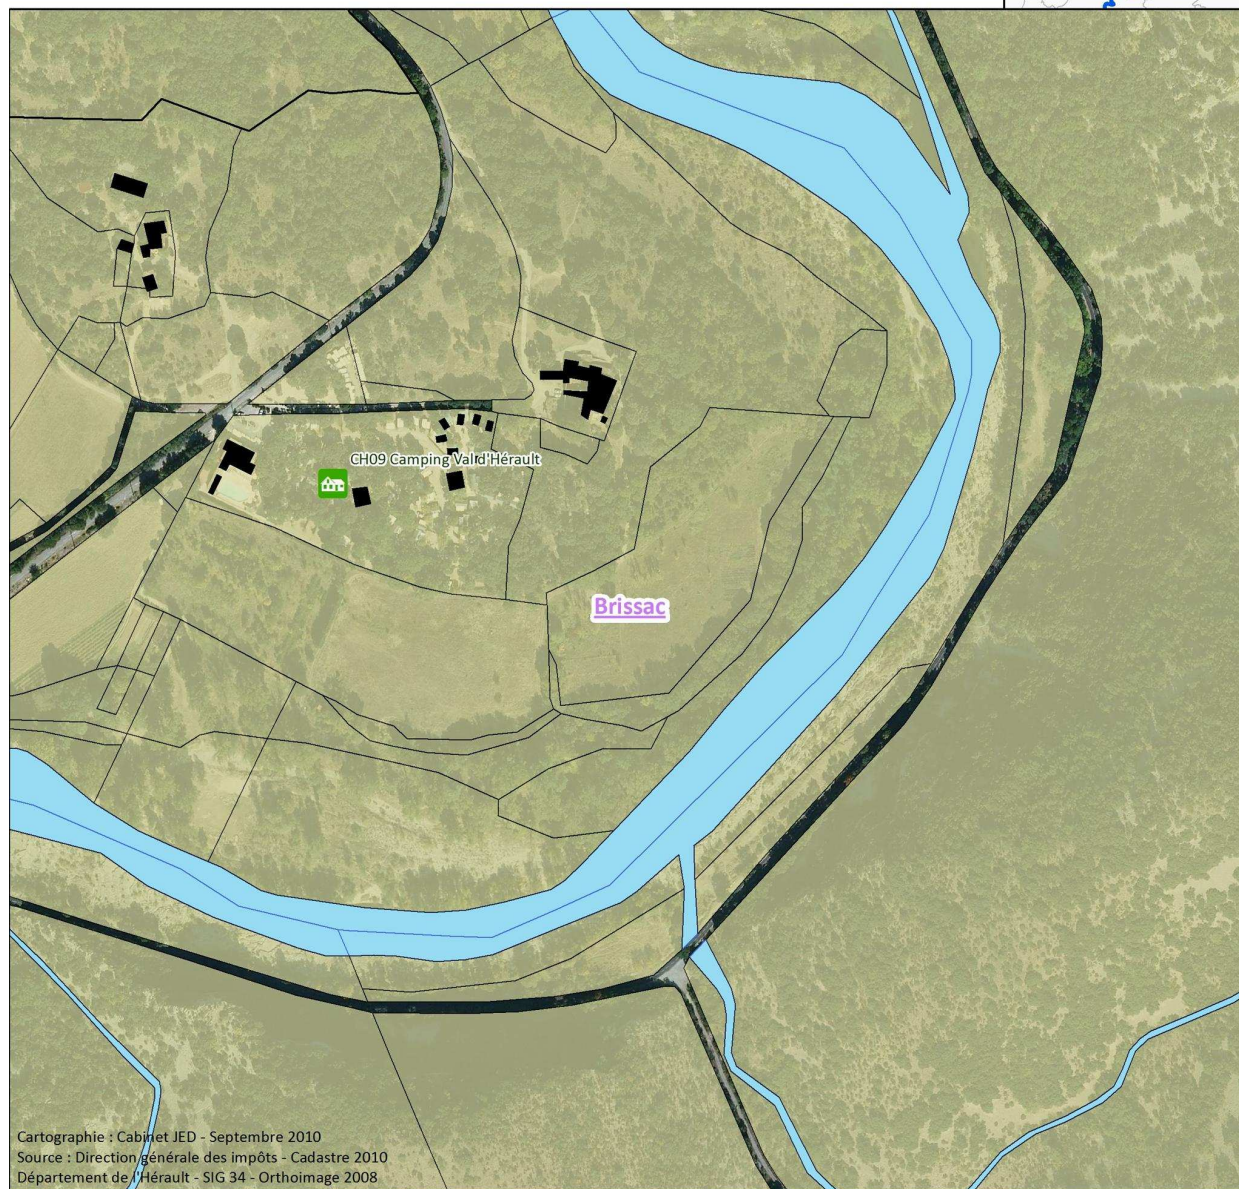 CH09 Camping Val d'Hérault
Brissac
Cartographie : Cabinet JED - Septembre 2010
Source : Direction générale des impôts - Cadastre 2010
Département de l'Hérault - SIG 34 - Orthoimage 2008